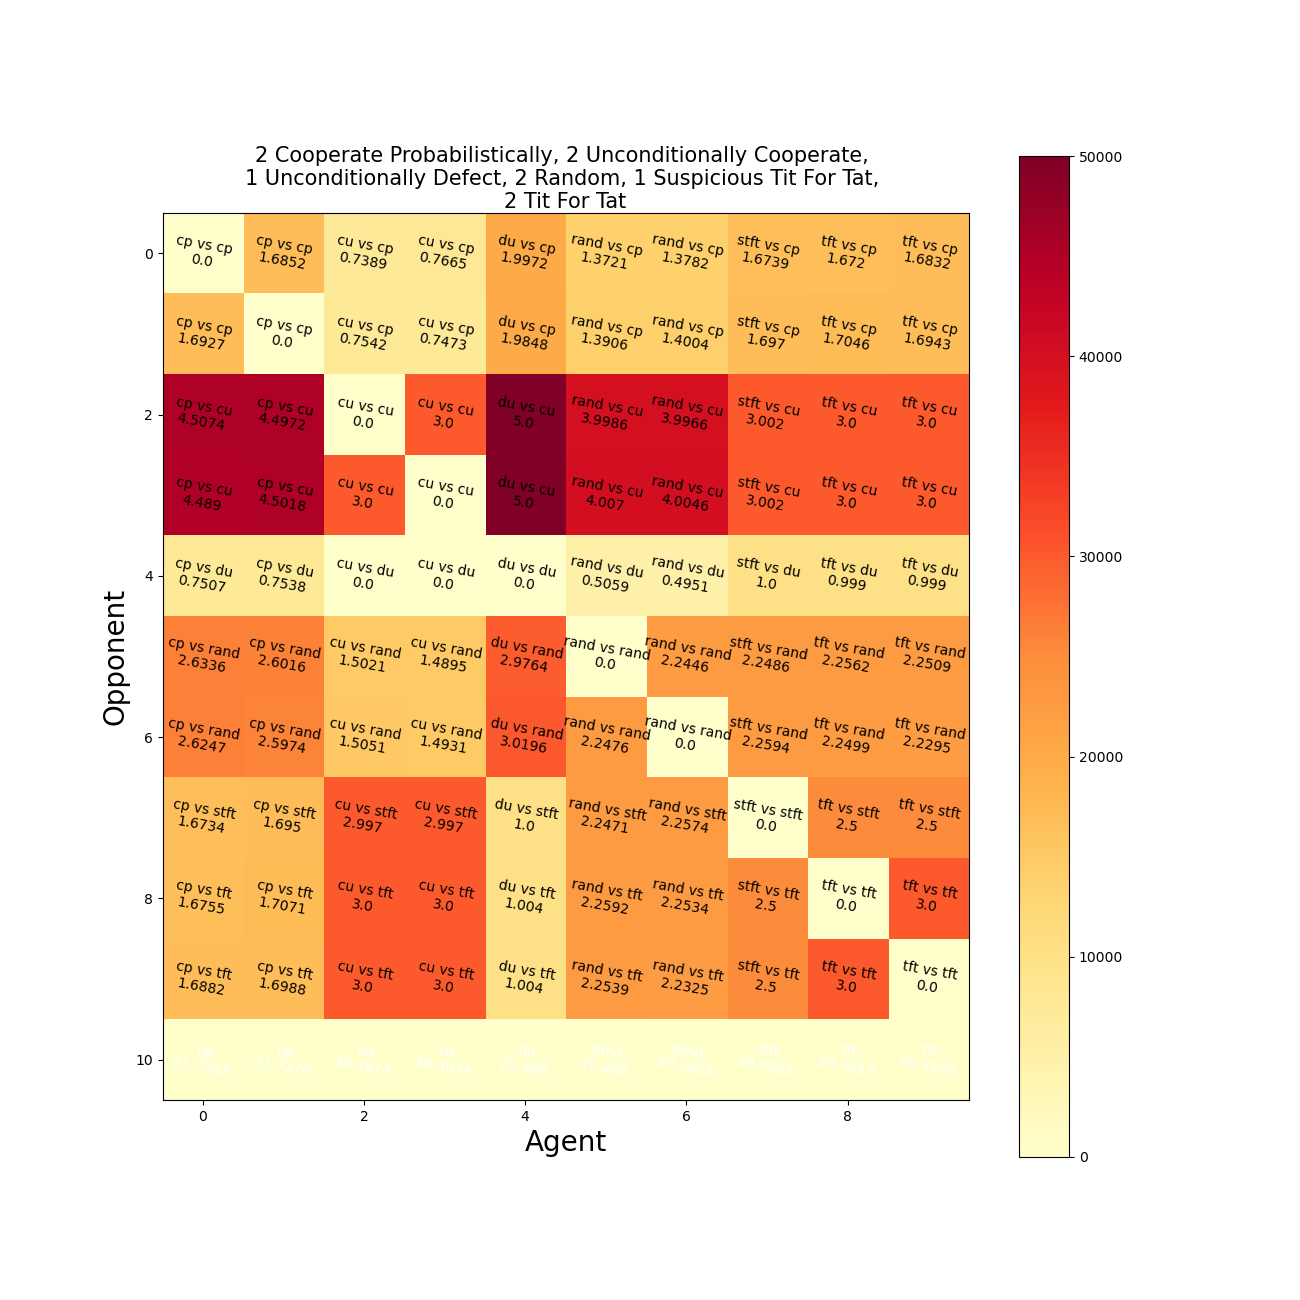 2 Cooperate Probabilistically, 2 Unconditionally Cooperate,
1 Unconditionally Defect, 2 Random, 1 Suspicious Tit For Tat,
2 Tit For Tat
50000
0 cp vs cp cp vs cp cu vs cp cu vs cp du vs cp rand vs cp rand vs cp stft vs cp tft vs cp tft vs cp
0.0 1.6852 0.7389 0.7665 1.9972 1.3721 1.3782 1.6739 1.672 1.6832
cp vs cp cp vs cp cu vs cp cu vs cp du vs cp rand vs cp rand vs cp stft vs cp tft vs cp tft vs cp
1.6927 0.0 0.7542 0.7473 1.9848 1.3906 1.4004 1.697 1.7046 1.6943
40000
2 cp vs cu cp vs cu cu vs cu cu vs cu du vs cu rand vs cu rand vs cu stft vs cu tft vs cu tft vs cu
4.5074 4.4972 0.0 3.0 5.0 3.9986 3.9966 3.002 3.0 3.0
cp vs cu cp vs cu cu vs cu cu vs cu du vs cu rand vs cu rand vs cu stft vs cu tft vs cu tft vs cu
4.489 4.5018 3.0 0.0 5.0 4.007 4.0046 3.002 3.0 3.0
30000
4 cp vs du cp vs du cu vs du cu vs du du vs du rand vs du rand vs du stft vs du tft vs du tft vs du
0.7507 0.7538 0.0 0.0 0.0 0.5059 0.4951 1.0 0.999 0.999
Opponent
cp vs rand cp vs rand cu vs rand cu vs rand du vs rand rand vs rand rand vs rand stft vs rand tft vs rand tft vs rand
2.6336 2.6016 1.5021 1.4895 2.9764 0.0 2.2446 2.2486 2.2562 2.2509
6 cp vs rand cp vs rand cu vs rand cu vs rand du vs rand rand vs rand rand vs rand stft vs rand tft vs rand tft vs rand
2.6247 2.5974 1.5051 1.4931 3.0196 2.2476 0.0 2.2594 2.2499 2.2295
20000
cp vs stft cp vs stft cu vs stft cu vs stft du vs stft rand vs stft rand vs stft stft vs stft tft vs stft tft vs stft
1.6734 1.695 2.997 2.997 1.0 2.2471 2.2574 0.0 2.5 2.5
8 cp vs tft cp vs tft cu vs tft cu vs tft du vs tft rand vs tft rand vs tft stft vs tft tft vs tft tft vs tft
1.6755 1.7071 3.0 3.0 1.004 2.2592 2.2534 2.5 0.0 3.0
10000
cp vs tft cp vs tft cu vs tft cu vs tft du vs tft rand vs tft rand vs tft stft vs tft tft vs tft tft vs tft
1.6882 1.6988 3.0 3.0 1.004 2.2539 2.2325 2.5 3.0 0.0
10 cp cp cu cu du rand rand stft tft tft
0 2 4 6 8
Agent
0